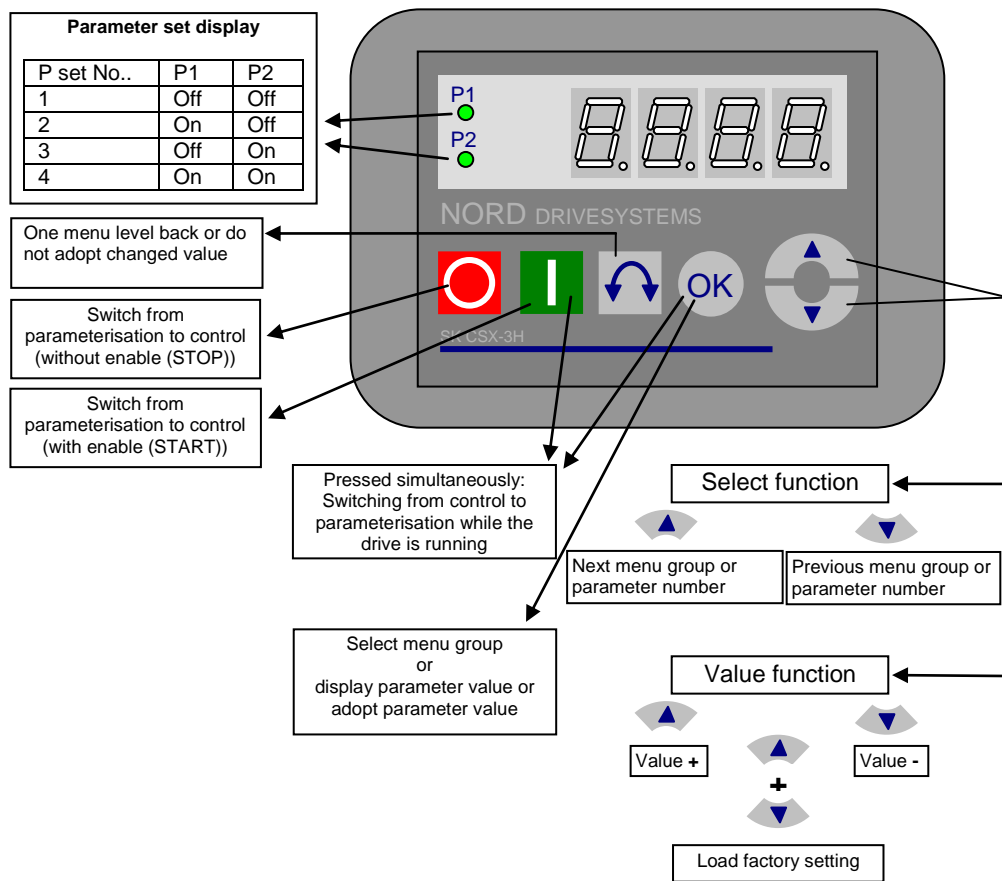 Parameter set display
P set No.. P1 P2
1 Off Off
2 On Off
3 Off On
4 On On
P1
P2
8.8.8.8.
NORD DRIVESYSTEMS
OK
SK CSX-3H
One menu level back or do
not adopt changed value
Switch from
parameterisation to control
(without enable (STOP))
Switch from
parameterisation to control
(with enable (START))
Pressed simultaneously:
Switching from control to
parameterisation while the
drive is running
Select menu group
or
display parameter value or
adopt parameter value
Select function
Next menu group or
parameter number
Previous menu group or
parameter number
Value function
Value +
Value -
+
Load factory setting